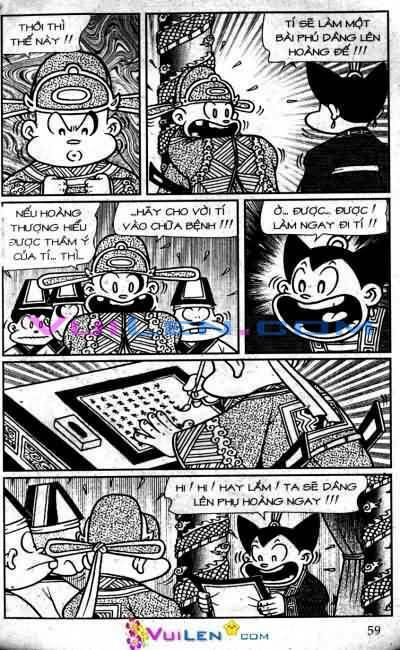 THÔI THÌ
THẾ NÀY !!
TÍ SẼ LÀM MỘT
BÀI PHÚ DÂNG LÊN
HOÀNG ĐẾ !!!
NẾU HOÀNG
THƯỢNG HIỂU
ĐƯỢC THÂM Ý
CỦA TÍ... THÌ...
...HÃY CHO VỜI TÍ
VÀO CHỮA BỆNH !!!
Ờ... ĐƯỢC... ĐƯỢC !
LÀM NGAY ĐI TÍ !!
VUILEN.COM
HI ! HI ! HAY LẮM ! TA SẼ DÂNG
LÊN PHỤ HOÀNG NGAY !!!
59
VUILEN.COM